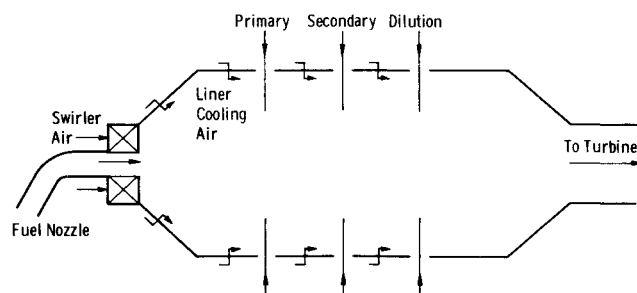 Primary Secondary Dilution
Liner
Cooling
Air
Swirler
Air
To Turbine
Fuel Nozzle